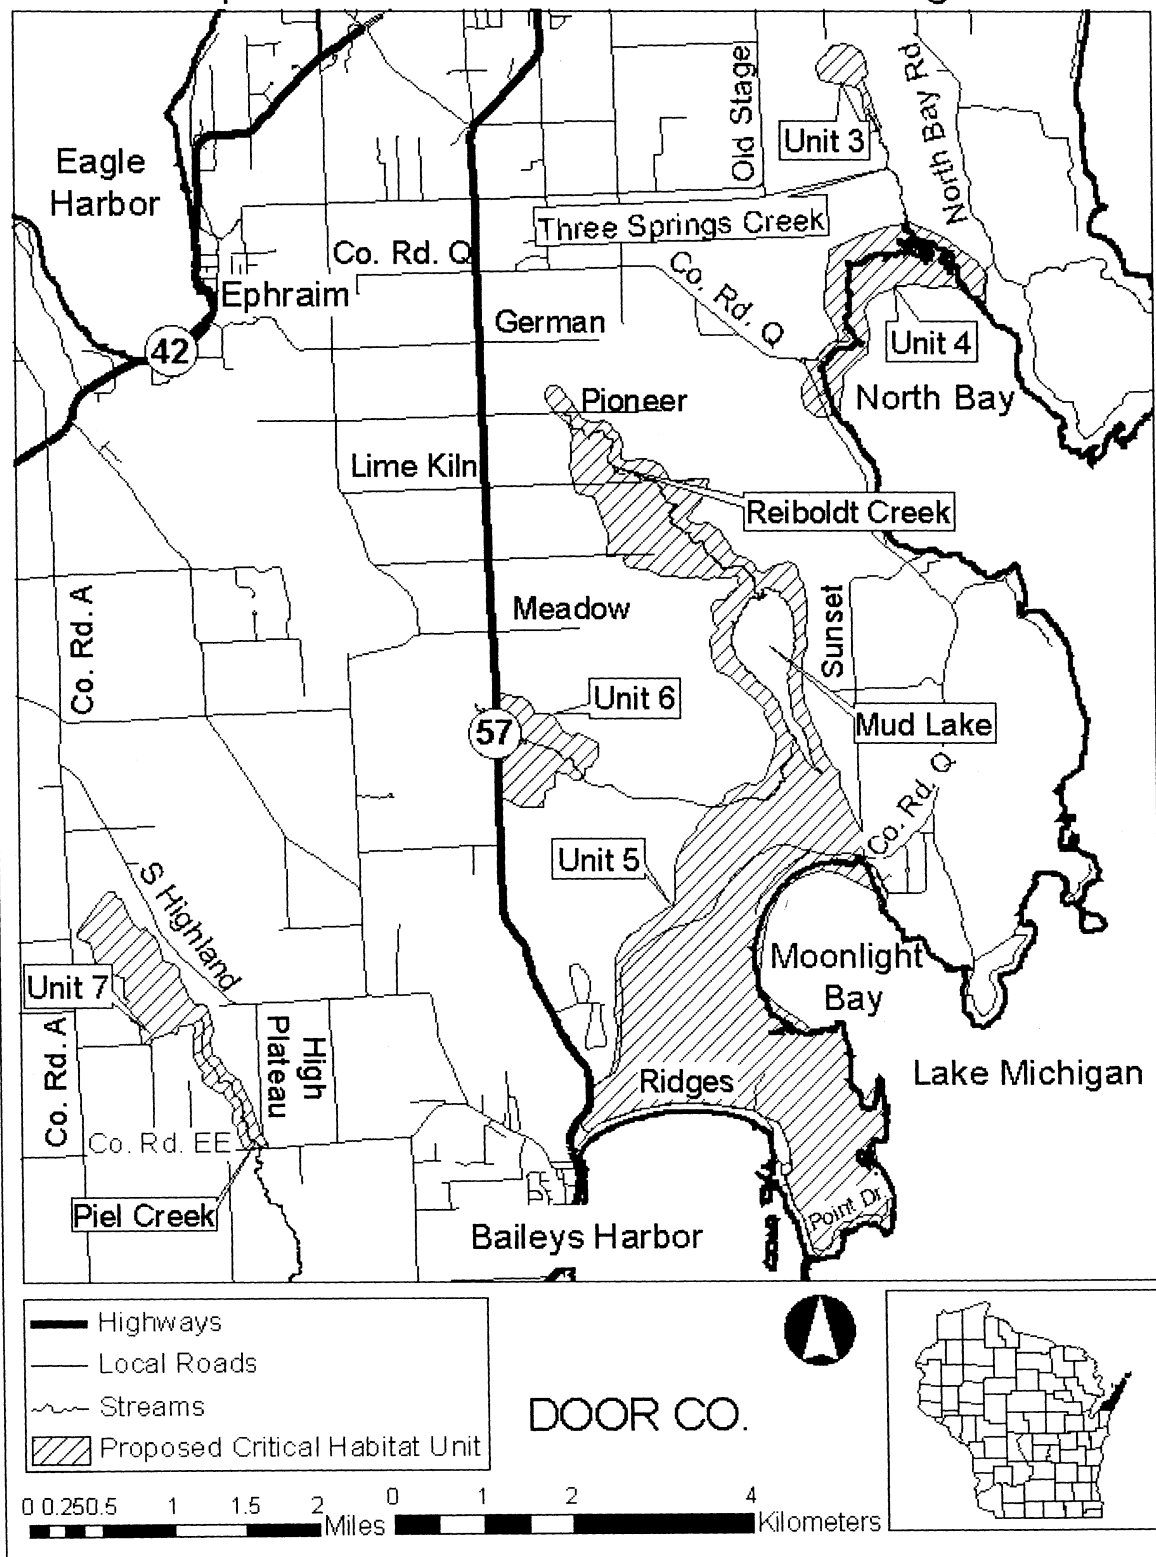 Old Stage
North Bay Rd
Unit 3
Eagle
Harbor
Three Springs Creek
Co. Rd. Q
Co. Rd. Q
Ephraim
German
42
Unit 4
North Bay
Pioneer
Lime Kiln
Reiboldt Creek
Co. Rd. A
Meadow
Sunset
Unit 6
57
Mud Lake
Co. Rd. Q
Unit 5
S Highland
Moonlight
Bay
Unit 7
Co. Rd. A
High
Plateau
Ridges
Lake Michigan
Co. Rd. EE
Piel Creek
Point Dr.
Baileys Harbor
Highways
Local Roads
Streams
Proposed Critical Habitat Unit
DOOR CO.
0 0.25 0.5 1 1.5 2
Miles
0 1 2 4
Kilometers